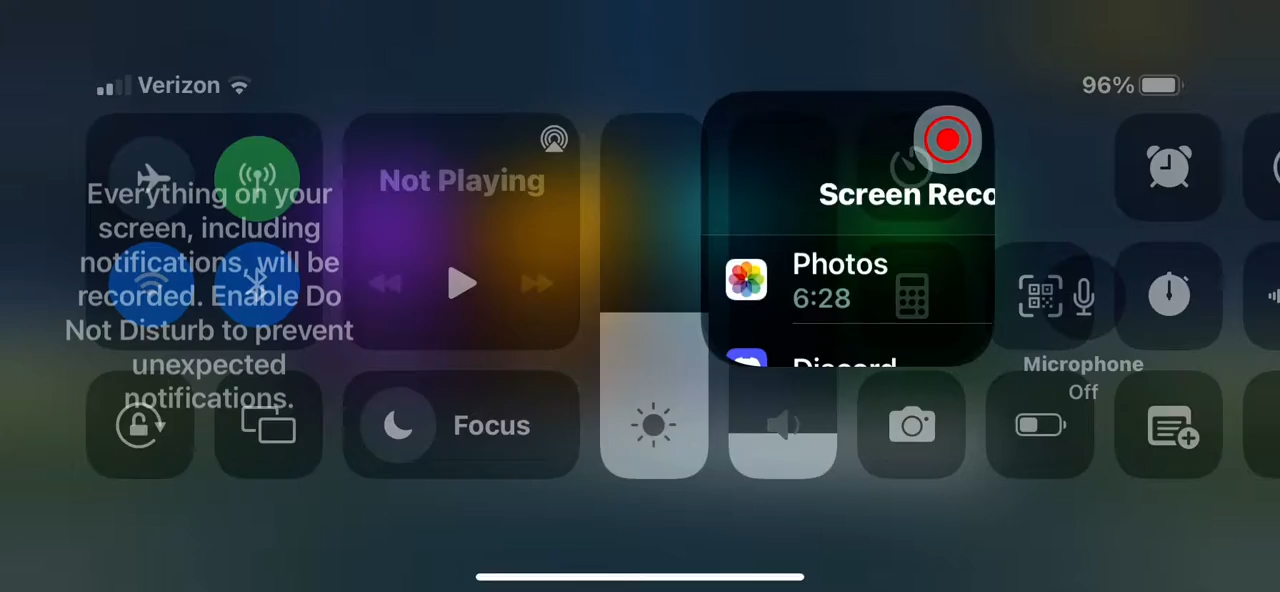 Verizon
96%
Everything on your
screen, including
notifications, will be
recorded. Enable Do
Not Disturb to prevent
unexpected
notifications.
Not Playing
Focus
Screen Reco
Photos
6:28
Discord
Microphone
Off